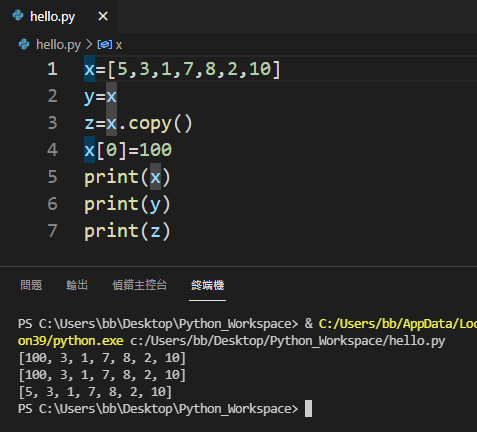 hello.py ×
hello.py > x
1 x=[5,3,1,7,8,2,10]
2 y=x
3 z=x.copy()
4 x[0]=100
5 print(x)
6 print(y)
7 print(z)
問題 輸出 偵錯主控台 終端機
PS C:\Users\bb\Desktop\Python_Workspace> & C:/Users/bb/AppData/Loc
on39/python.exe c:/Users/bb/Desktop/Python_Workspace/hello.py
[100, 3, 1, 7, 8, 2, 10]
[100, 3, 1, 7, 8, 2, 10]
[5, 3, 1, 7, 8, 2, 10]
PS C:\Users\bb\Desktop\Python_Workspace>